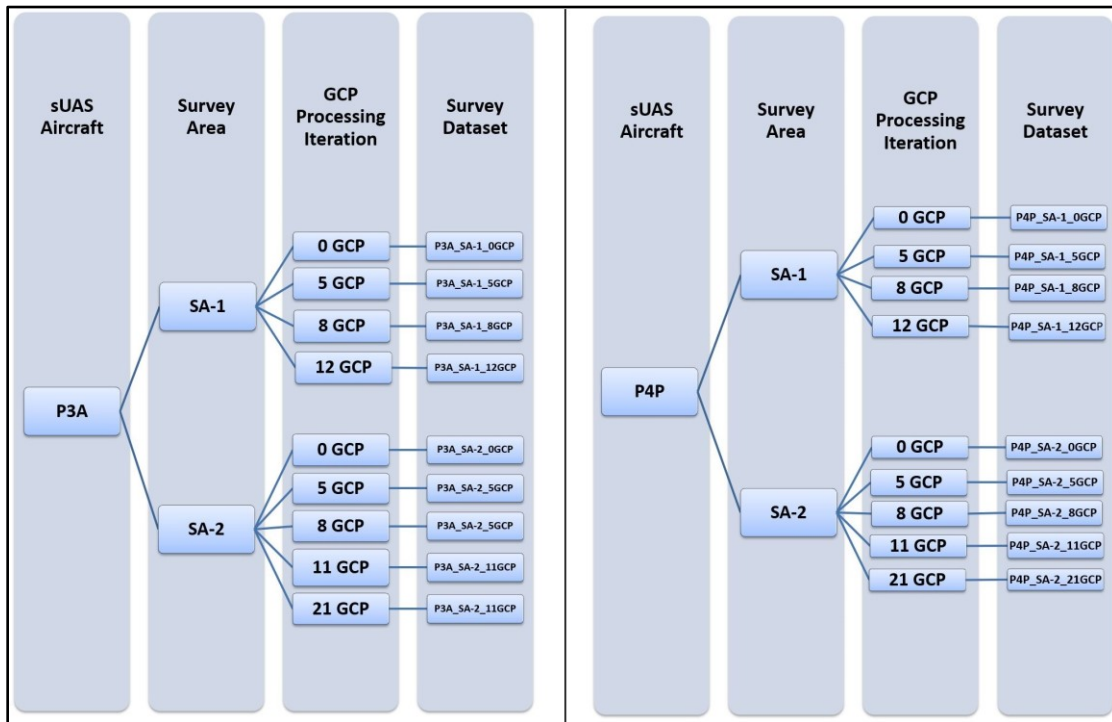 sUAS
Aircraft
Survey
Area
GCP
Processing
Iteration
Survey
Dataset
P3A
SA-1
0 GCP
P3A_SA-1_0GCP
5 GCP
P3A_SA-1_5GCP
8 GCP
P3A_SA-1_8GCP
12 GCP
P3A_SA-1_12GCP
SA-2
0 GCP
P3A_SA-2_0GCP
5 GCP
P3A_SA-2_5GCP
8 GCP
P3A_SA-2_5GCP
11 GCP
P3A_SA-2_11GCP
21 GCP
P3A_SA-2_11GCP
sUAS
Aircraft
Survey
Area
GCP
Processing
Iteration
Survey
Dataset
P4P
SA-1
0 GCP
P4P_SA-1_0GCP
5 GCP
P4P_SA-1_5GCP
8 GCP
P4P_SA-1_8GCP
12 GCP
P4P_SA-1_12GCP
SA-2
0 GCP
P4P_SA-2_0GCP
5 GCP
P4P_SA-2_5GCP
8 GCP
P4P_SA-2_8GCP
11 GCP
P4P_SA-2_11GCP
21 GCP
P4P_SA-2_21GCP